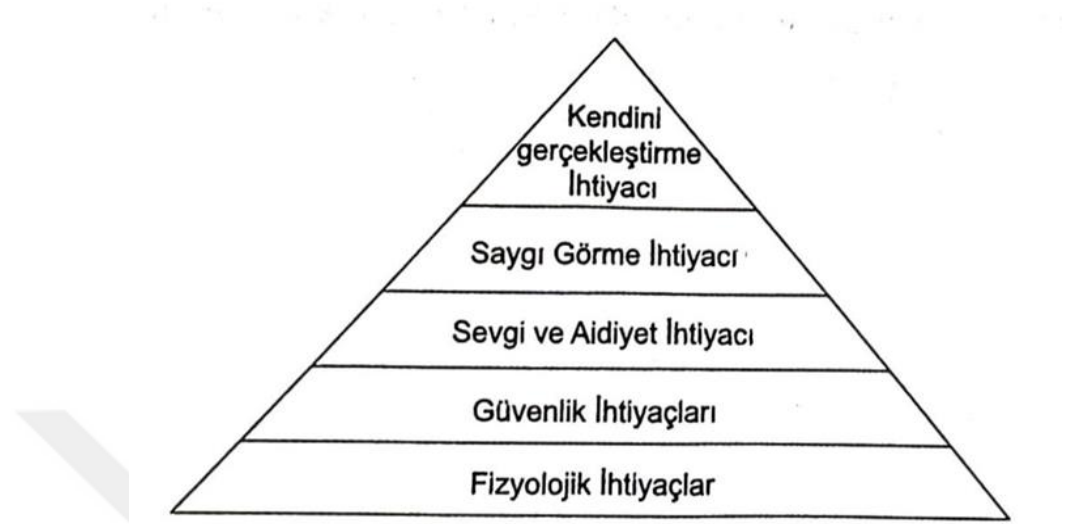 Kendini
gerçekleştirme
İhtiyacı
Saygı Görme İhtiyacı
Sevgi ve Aidiyet İhtiyacı
Güvenlik İhtiyaçları
Fizyolojik İhtiyaçlar